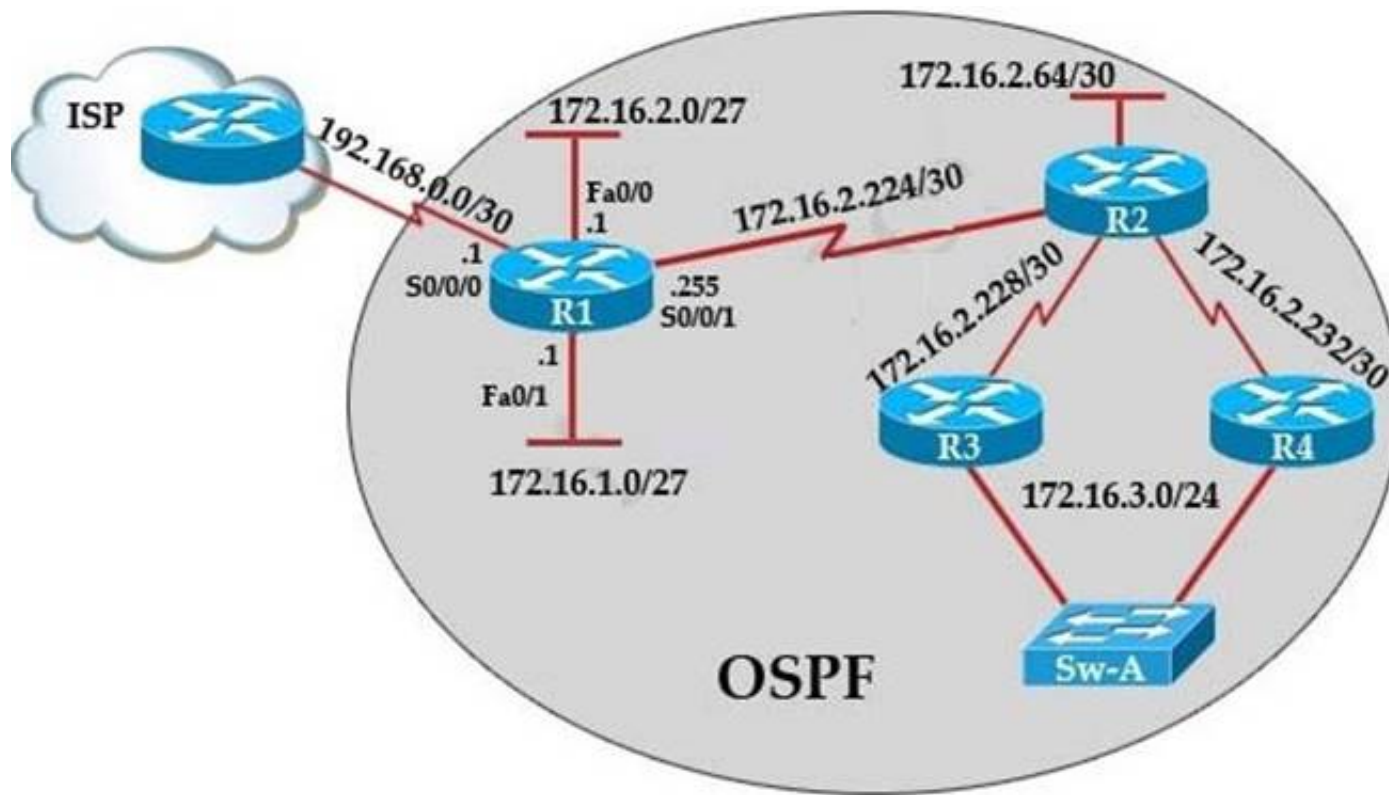 ISP
192.168.0.0/30
172.16.2.0/27
Fa0/0
.1
.1
S0/0/0
R1
.255
S0/0/1
.1
Fa0/1
172.16.1.0/27
172.16.2.224/30
172.16.2.64/30
R2
172.16.2.228/30
172.16.2.232/30
R3
R4
172.16.3.0/24
Sw-A
OSPF